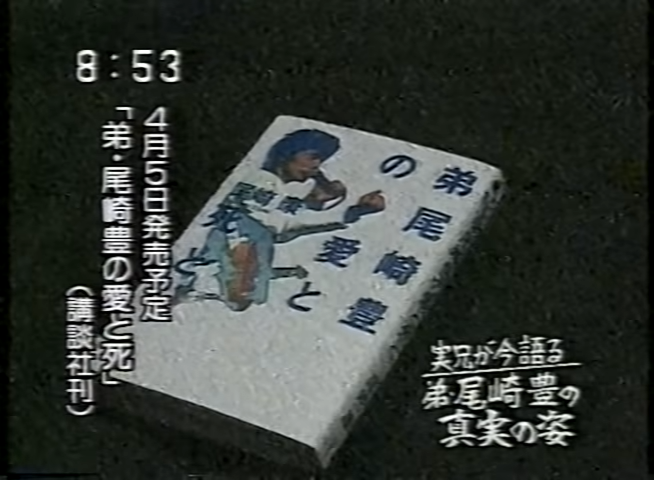 8:53
4月5日発売予定
「弟・尾崎豊の愛と死」
(講談社刊)
弟尾崎豊
の愛と
死と
尾崎康
実兄が今語る
弟・尾崎豊の
真実の姿